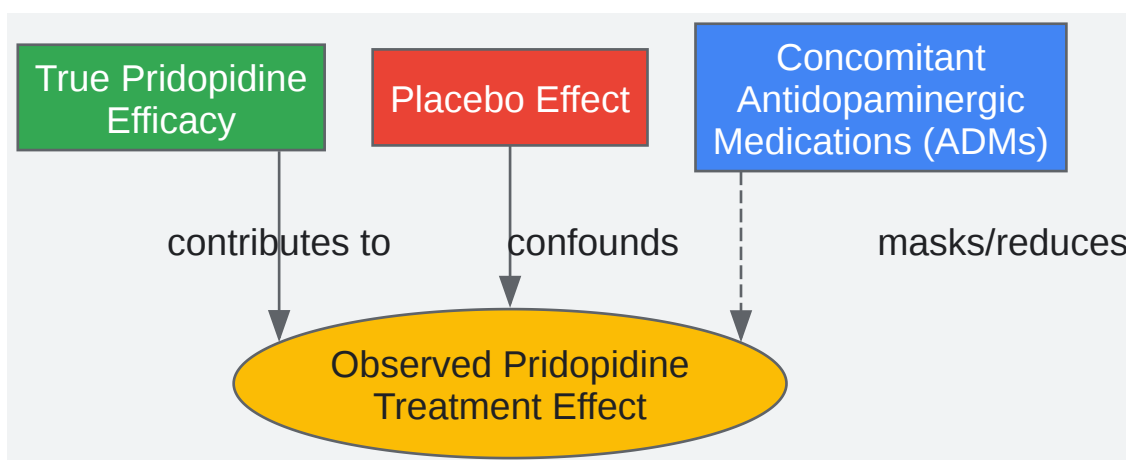 True Pridopidine
Efficacy
Placebo Effect
Concomitant
Antidopaminergic
Medications (ADMs)
contributes to
confounds
masks/reduces
Observed Pridopidine
Treatment Effect